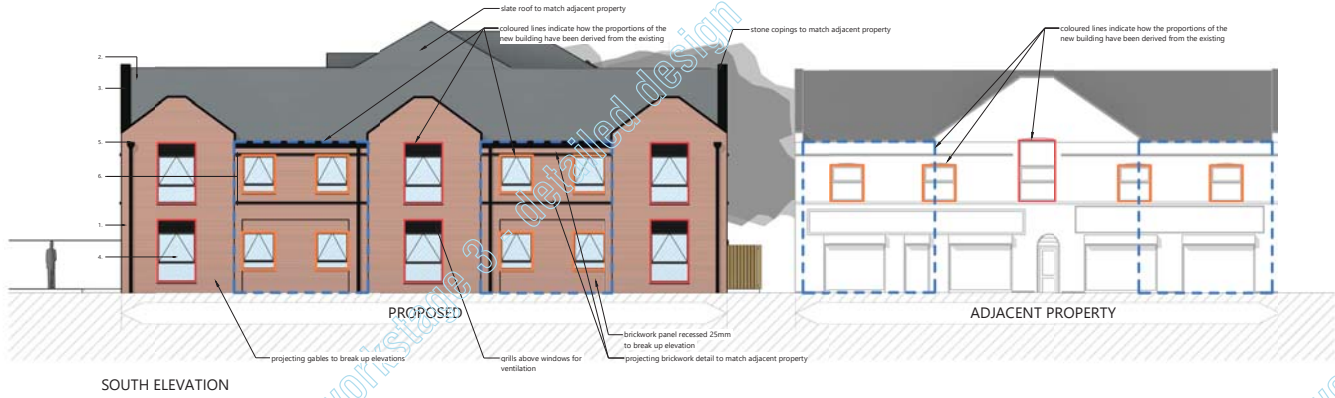 slate roof to match adjacent property
coloured lines indicate how the proportions of the
new building have been derived from the existing
stone copings to match adjacent property
coloured lines indicate how the proportions of the
new building have been derived from the existing
2.
3.
5.
6.
1.
4.
PROPOSED
ADJACENT PROPERTY
brickwork panel recessed 25mm
to break up elevation
projecting gables to break up elevations
grills above windows for
ventilation
projecting brickwork detail to match adjacent property
SOUTH ELEVATION
workstage 3 - detailed design